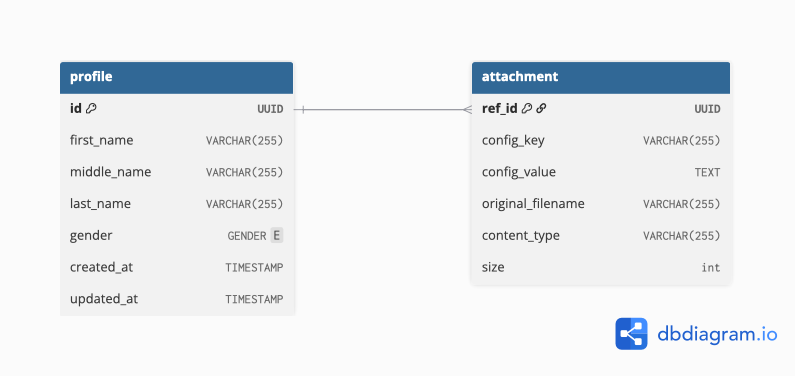 profile
id UUID
first_name VARCHAR(255)
middle_name VARCHAR(255)
last_name VARCHAR(255)
gender GENDER E
created_at TIMESTAMP
updated_at TIMESTAMP
attachment
ref_id UUID
config_key VARCHAR(255)
config_value TEXT
original_filename VARCHAR(255)
content_type VARCHAR(255)
size int
dbdiagram.io